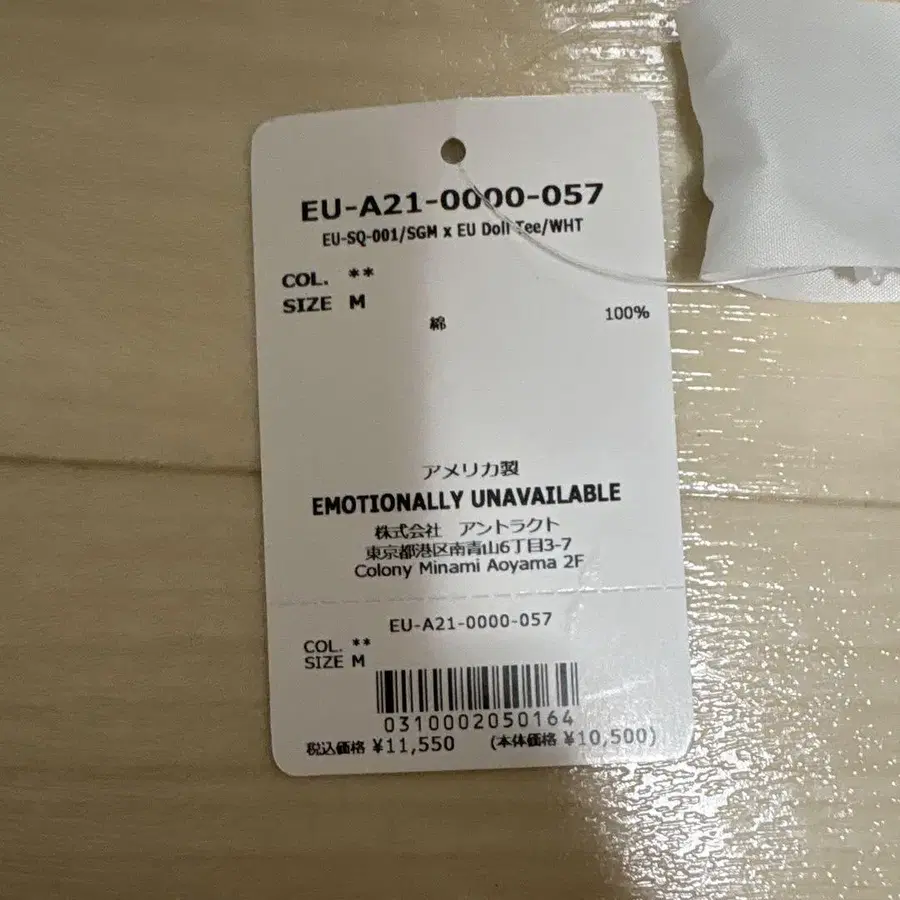 EU-A21-0000-057
EU-SQ-001/SGM x EU Doll Tee/WHT
COL. **
SIZE M
綿 100%
アメリカ製
EMOTIONALLY UNAVAILABLE
株式会社 アントラクト
東京都港区南青山6丁目3-7
Colony Minami Aoyama 2F
EU-A21-0000-057
COL. **
SIZE M
0310002050164
税込価格 ¥11,550 (本体価格 ¥10,500)